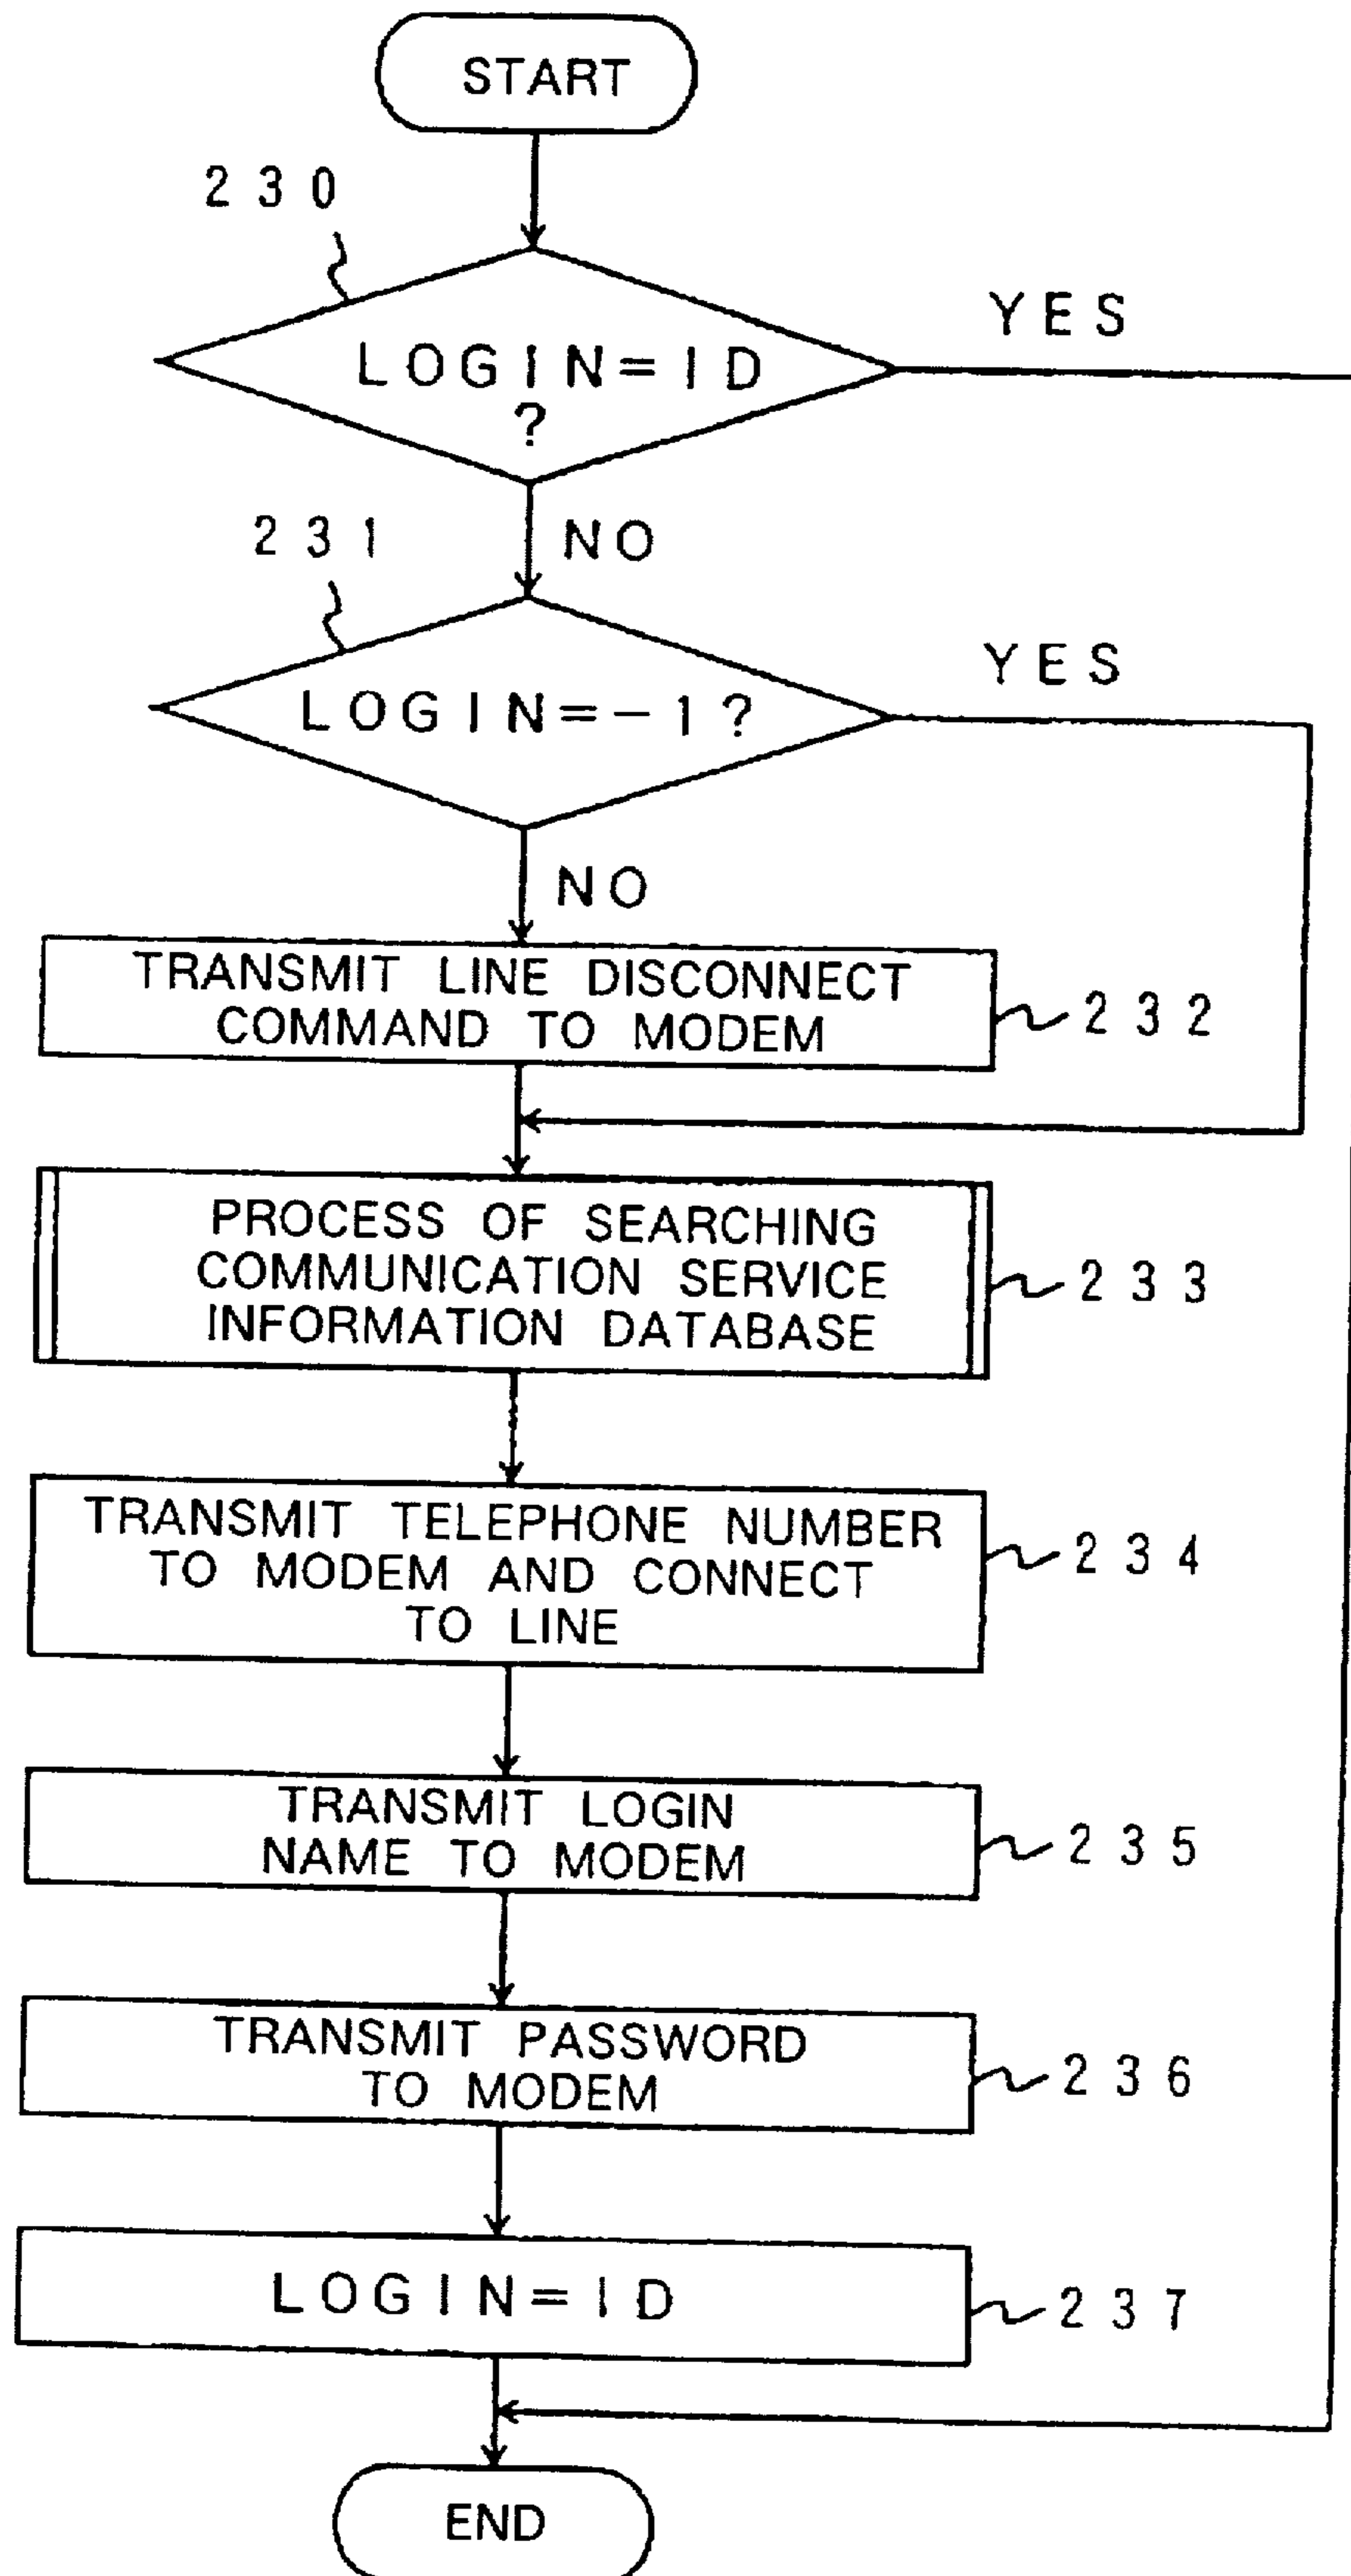 START
230
LOGIN=ID
?
YES
NO
231
LOGIN=-1?
YES
NO
TRANSMIT LINE DISCONNECT
COMMAND TO MODEM
232
PROCESS OF SEARCHING
COMMUNICATION SERVICE
INFORMATION DATABASE
233
TRANSMIT TELEPHONE NUMBER
TO MODEM AND CONNECT
TO LINE
234
TRANSMIT LOGIN
NAME TO MODEM
235
TRANSMIT PASSWORD
TO MODEM
236
LOGIN=ID
237
END